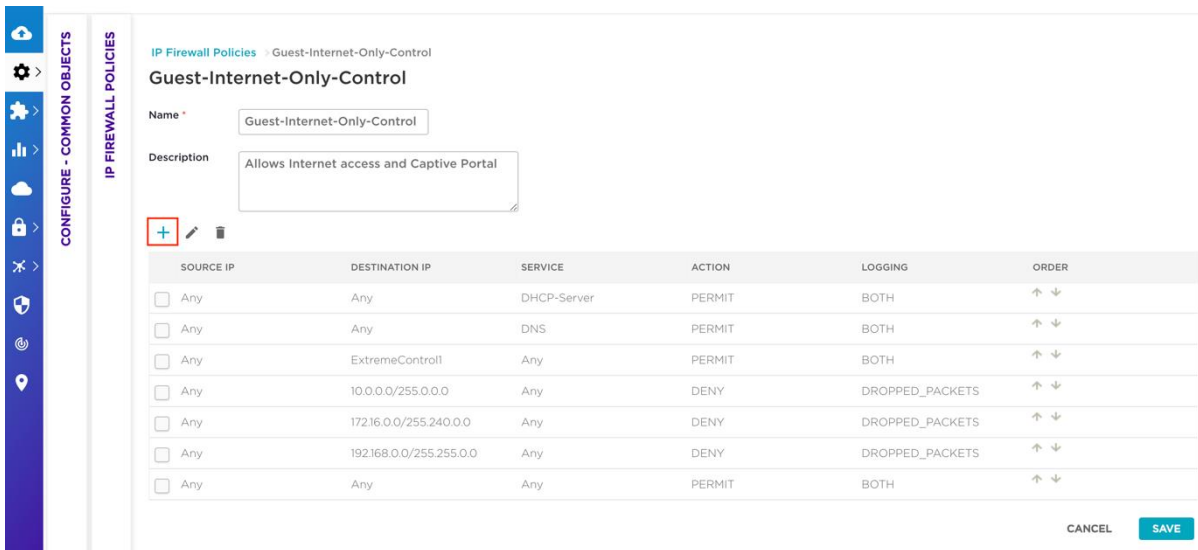 CONFIGURE - COMMON OBJECTS
IP FIREWALL POLICIES
IP Firewall Policies > Guest-Internet-Only-Control
Guest-Internet-Only-Control
Name * Guest-Internet-Only-Control
Description Allows Internet access and Captive Portal
SOURCE IP DESTINATION IP SERVICE ACTION LOGGING ORDER
Any Any DHCP-Server PERMIT BOTH
Any Any DNS PERMIT BOTH
Any ExtremeControl1 Any PERMIT BOTH
Any 10.0.0.0/255.0.0.0 Any DENY DROPPED_PACKETS
Any 172.16.0.0/255.240.0.0 Any DENY DROPPED_PACKETS
Any 192.168.0.0/255.255.0.0 Any DENY DROPPED_PACKETS
Any Any Any PERMIT BOTH
CANCEL SAVE